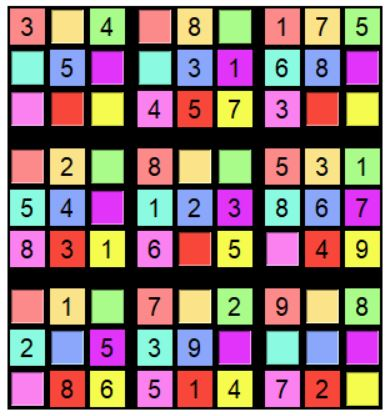 3 4 8 1 7 5
5 3 1 6 8
4 5 7 3
2 8 5 3 1
5 4 1 2 3 8 6 7
8 3 1 6 5 4 9
1 7 2 9 8
2 5 3 9
8 6 5 1 4 7 2